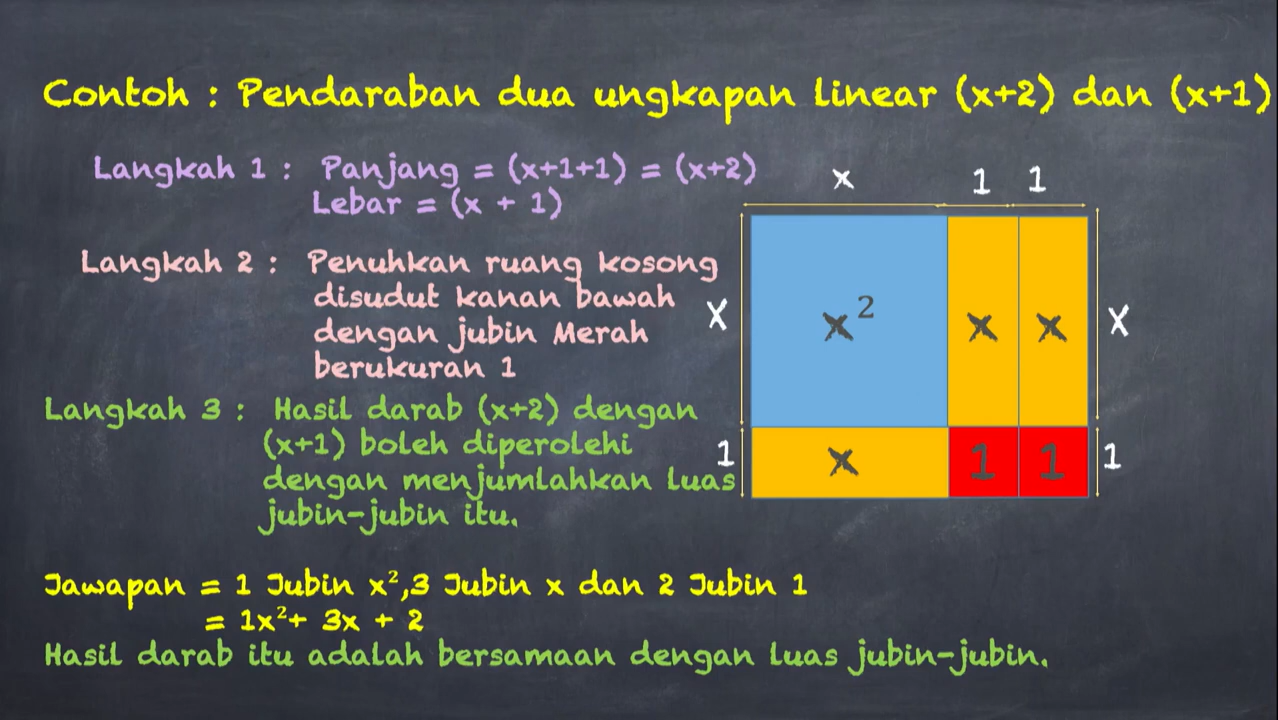 Contoh : Pendaraban dua ungkapan linear (x+2) dan (x+1)
Langkah 1 : Panjang = (x+1+1) = (x+2)
Lebar = (x + 1)
Langkah 2 : Penuhkan ruang kosong
disudut kanan bawah
dengan jubin Merah
berukuran 1
Langkah 3 : Hasil darab (x+2) dengan
(x+1) boleh diperolehi
dengan menjumlahkan luas
jubin-jubin itu.
Jawapan = 1 Jubin x²,3 Jubin x dan 2 Jubin 1
= 1x²+ 3x + 2
Hasil darab itu adalah bersamaan dengan luas jubin-jubin.
x 1 1
x x² x x x
1 x 1 1 1